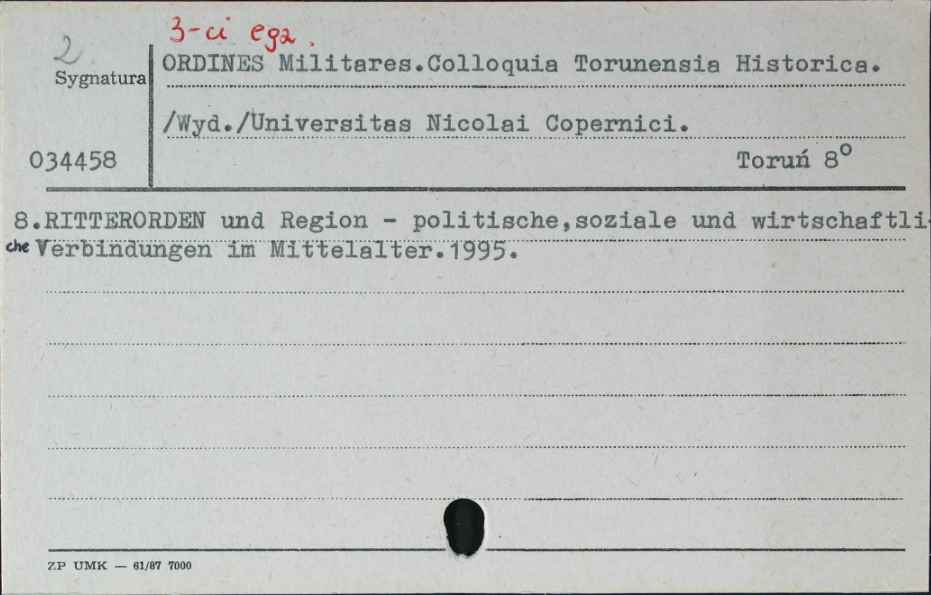 3-ci egz.
2
ORDINES Militares.Colloquia Torunensia Historica.
Sygnatura
/Wyd./Universitas Nicolai Copernici.
034458
Toruń 8°
8.RITTERORDEN und Region - politische,soziale und wirtschaftli-
che Verbindungen im Mittelalter.1995.
ZP UMK — 61/87 7000